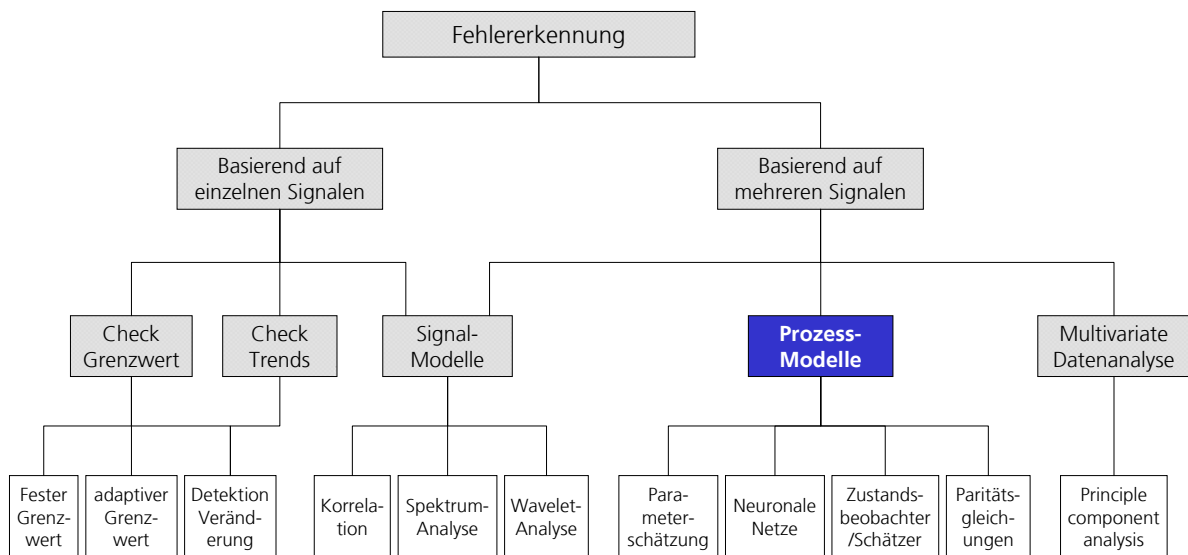 Fehlererkennung
Basierend auf
einzelnen Signalen
Basierend auf
mehreren Signalen
Check
Grenzwert
Check
Trends
Signal-
Modelle
Prozess-
Modelle
Multivariate
Datenanalyse
Fester
Grenz-
wert
adaptiver
Grenz-
wert
Detektion
Veränd-
erung
Korrela-
tion
Spektrum-
Analyse
Wavelet-
Analyse
Para-
meter-
schätzung
Neuronale
Netze
Zustands-
beobachter
/Schätzer
Paritäts-
gleich-
ungen
Principle
component
analysis